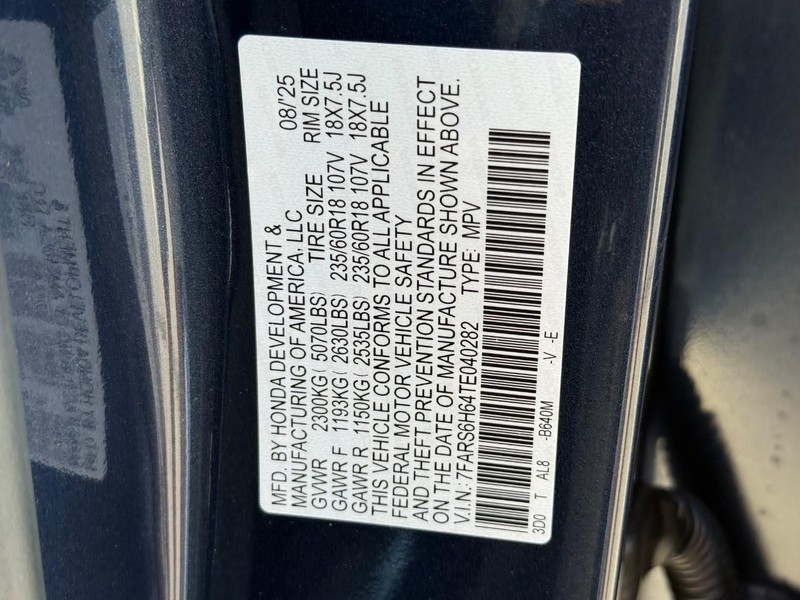 MFD. BY HONDA DEVELOPMENT &
MANUFACTURING OF AMERICA, LLC 08/'25
GVWR 2300KG( 5070LBS) TIRE SIZE RIM SIZE
GAWR F 1193KG( 2630LBS) 235/60R18 107V 18X7.5J
GAWR R 1150KG( 2535LBS) 235/60R18 107V 18X7.5J
THIS VEHICLE CONFORMS TO ALL APPLICABLE
FEDERAL MOTOR VEHICLE SAFETY
AND THEFT PREVENTION STANDARDS IN EFFECT
ON THE DATE OF MANUFACTURE SHOWN ABOVE.
V.I.N.: 7FARS6H64TE040282 TYPE: MPV
3D0 T AL8 -B640M -V -E